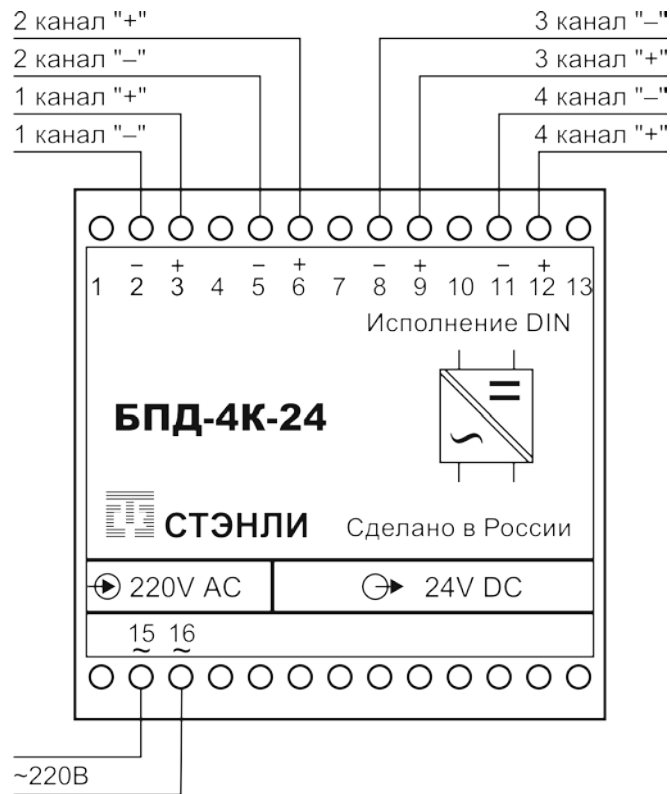 2 канал "+" 3 канал "–"
2 канал "–" 3 канал "+"
1 канал "+" 4 канал "–"
1 канал "–" 4 канал "+"
– + – + – + – +
1 2 3 4 5 6 7 8 9 10 11 12 13
Исполнение DIN
БПД-4К-24
СТЭНЛИ Сделано в России
220V AC 24V DC
15 16
~ ~
~220В